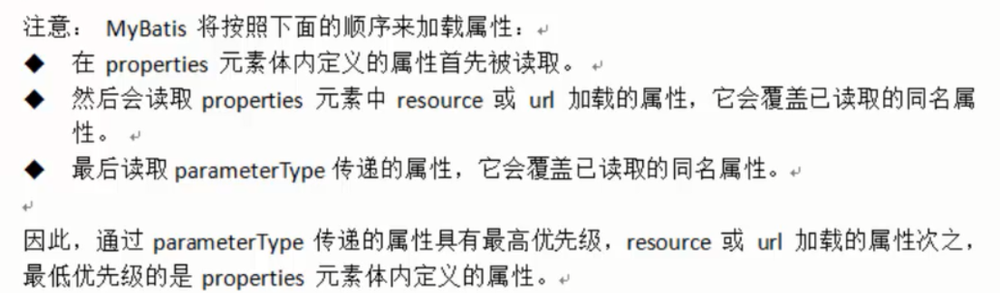 注意： MyBatis 将按照下面的顺序来加载属性：
◆ 在 properties 元素体内定义的属性首先被读取。
◆ 然后会读取 properties 元素中 resource 或 url 加载的属性，它会覆盖已读取的同名属
性。
◆ 最后读取 parameterType 传递的属性，它会覆盖已读取的同名属性。
因此，通过 parameterType 传递的属性具有最高优先级，resource 或 url 加载的属性次之，
最低优先级的是 properties 元素体内定义的属性。